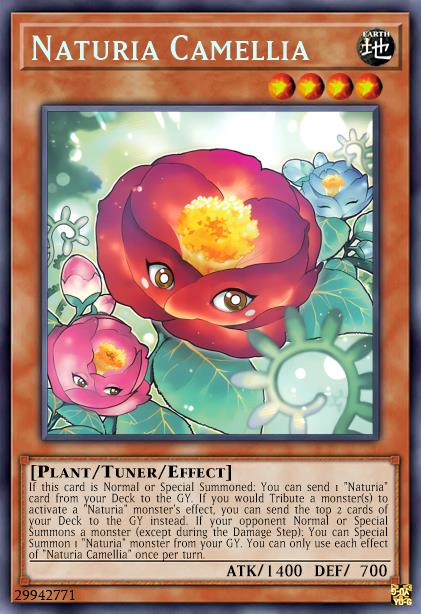 NATURIA CAMELLIA
EARTH
地
[PLANT/TUNER/EFFECT]
If this card is Normal or Special Summoned: You can send 1 "Naturia"
card from your Deck to the GY. If you would Tribute a monster(s) to
activate a "Naturia" monster's effect, you can send the top 2 cards of
your Deck to the GY instead. If your opponent Normal or Special
Summons a monster (except during the Damage Step): You can Special
Summon 1 "Naturia" monster from your GY. You can only use each effect
of "Naturia Camellia" once per turn.
ATK/1400 DEF/ 700
29942771